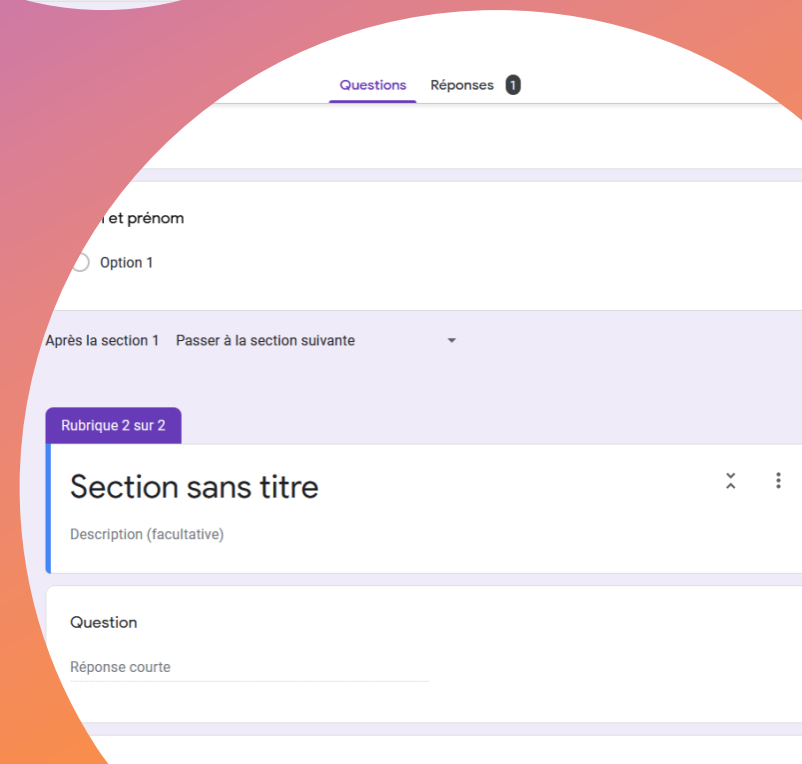 Questions Réponses 1
et prénom
Option 1
Après la section 1 Passer à la section suivante
Rubrique 2 sur 2
Section sans titre
Description (facultative)
Question
Réponse courte